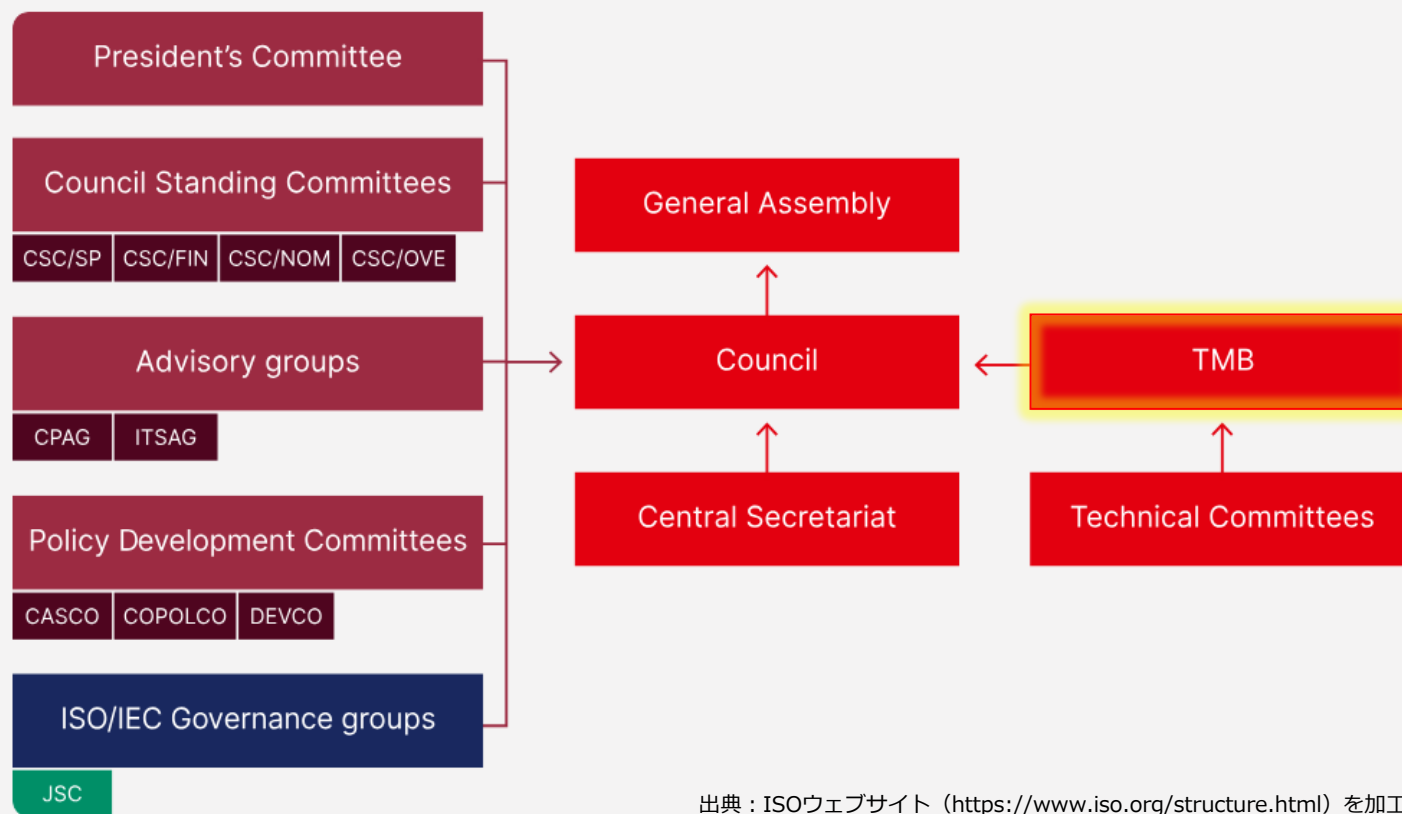 President's Committee
Council Standing Committees
CSC/SP CSC/FIN CSC/NOM CSC/OVE
Advisory groups
CPAG ITSAG
Policy Development Committees
CASCO COPOLCO DEVCO
ISO/IEC Governance groups
JSC
General Assembly
Council
Central Secretariat
TMB
Technical Committees
出典：ISOウェブサイト（https://www.iso.org/structure.html）を加工